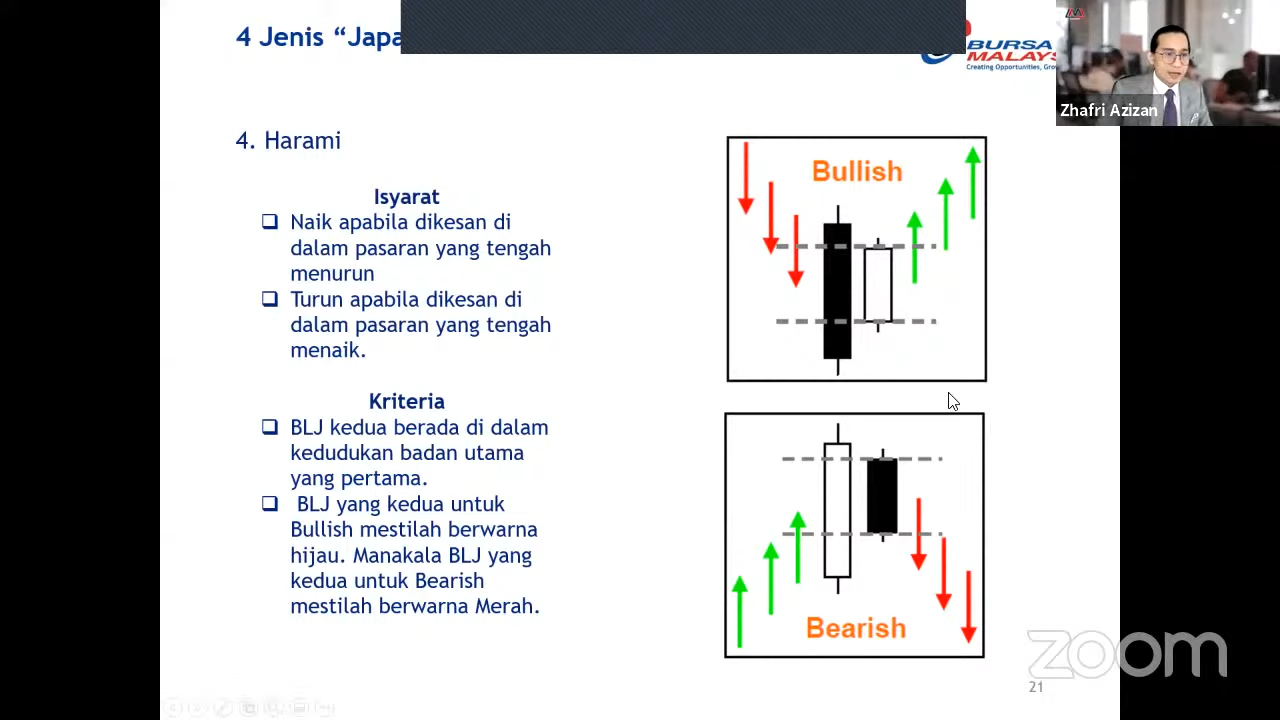 4 Jenis “Japa
BURSA
MALAYS
Creating Opportunities, Grow
Zhafri Azizan
4. Harami
Isyarat
Naik apabila dikesan di
dalam pasaran yang tengah
menurun
Turun apabila dikesan di
dalam pasaran yang tengah
menaik.
Kriteria
BLJ kedua berada di dalam
kedudukan badan utama
yang pertama.
BLJ yang kedua untuk
Bullish mestilah berwarna
hijau. Manakala BLJ yang
kedua untuk Bearish
mestilah berwarna Merah.
Bullish
Bearish
zoom
21